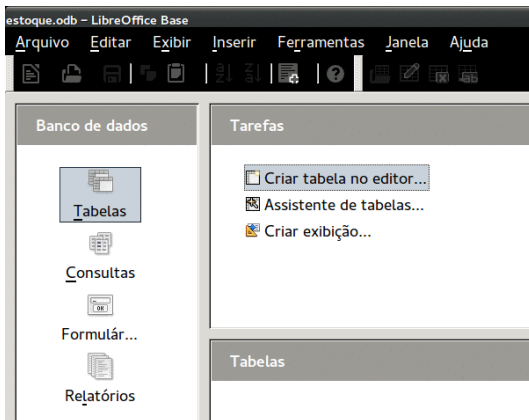 estoque.odb – LibreOffice Base
Arquivo Editar Exibir Inserir Ferramentas Janela Ajuda
Banco de dados
Tabelas
Consultas
OK
Formulár...
Relatórios
Tarefas
Criar tabela no editor...
Assistente de tabelas...
Criar exibição...
Tabelas